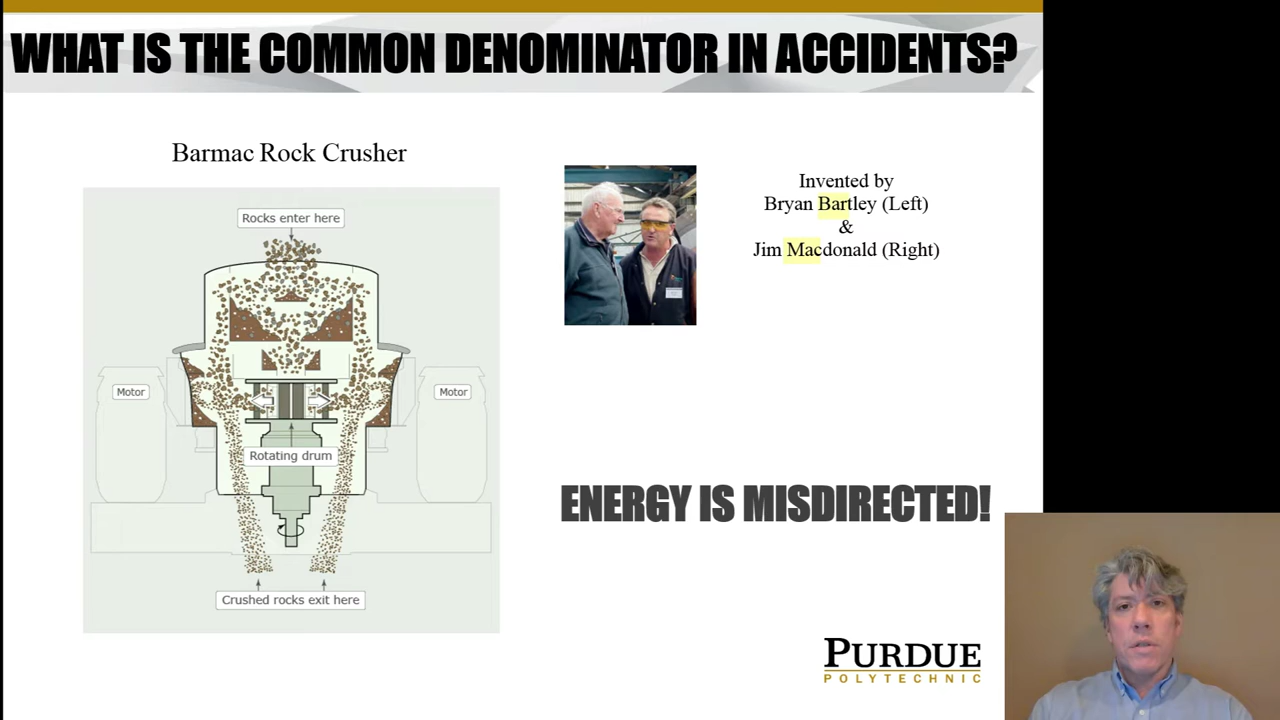 WHAT IS THE COMMON DENOMINATOR IN ACCIDENTS?
Barmac Rock Crusher
Rocks enter here
Motor
Motor
Rotating drum
Crushed rocks exit here
Invented by
Bryan Bartley (Left)
&
Jim Macdonald (Right)
ENERGY IS MISDIRECTED!
PURDUE
POLYTECHNIC